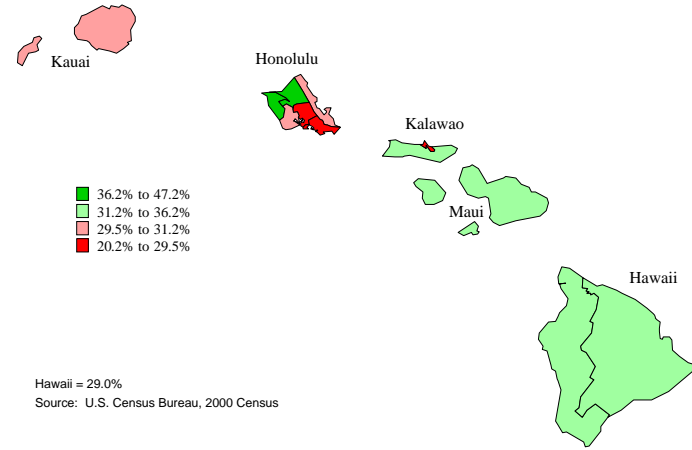 Honolulu
Kauai
Kalawao
36.2% to 47.2%
31.2% to 36.2%
29.5% to 31.2%
20.2% to 29.5%
Maui
Hawaii
Hawaii = 29.0%
Source:  U.S. Census Bureau, 2000 Census